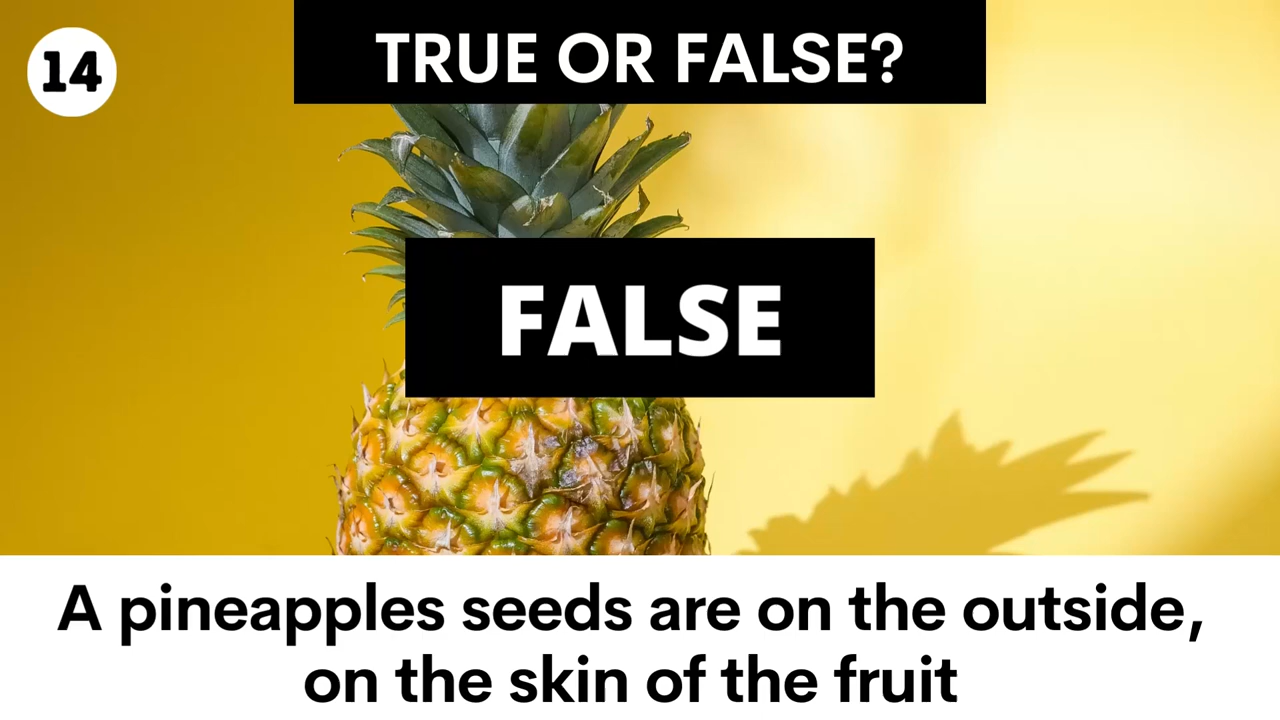 14
TRUE OR FALSE?
FALSE
A pineapples seeds are on the outside,
on the skin of the fruit